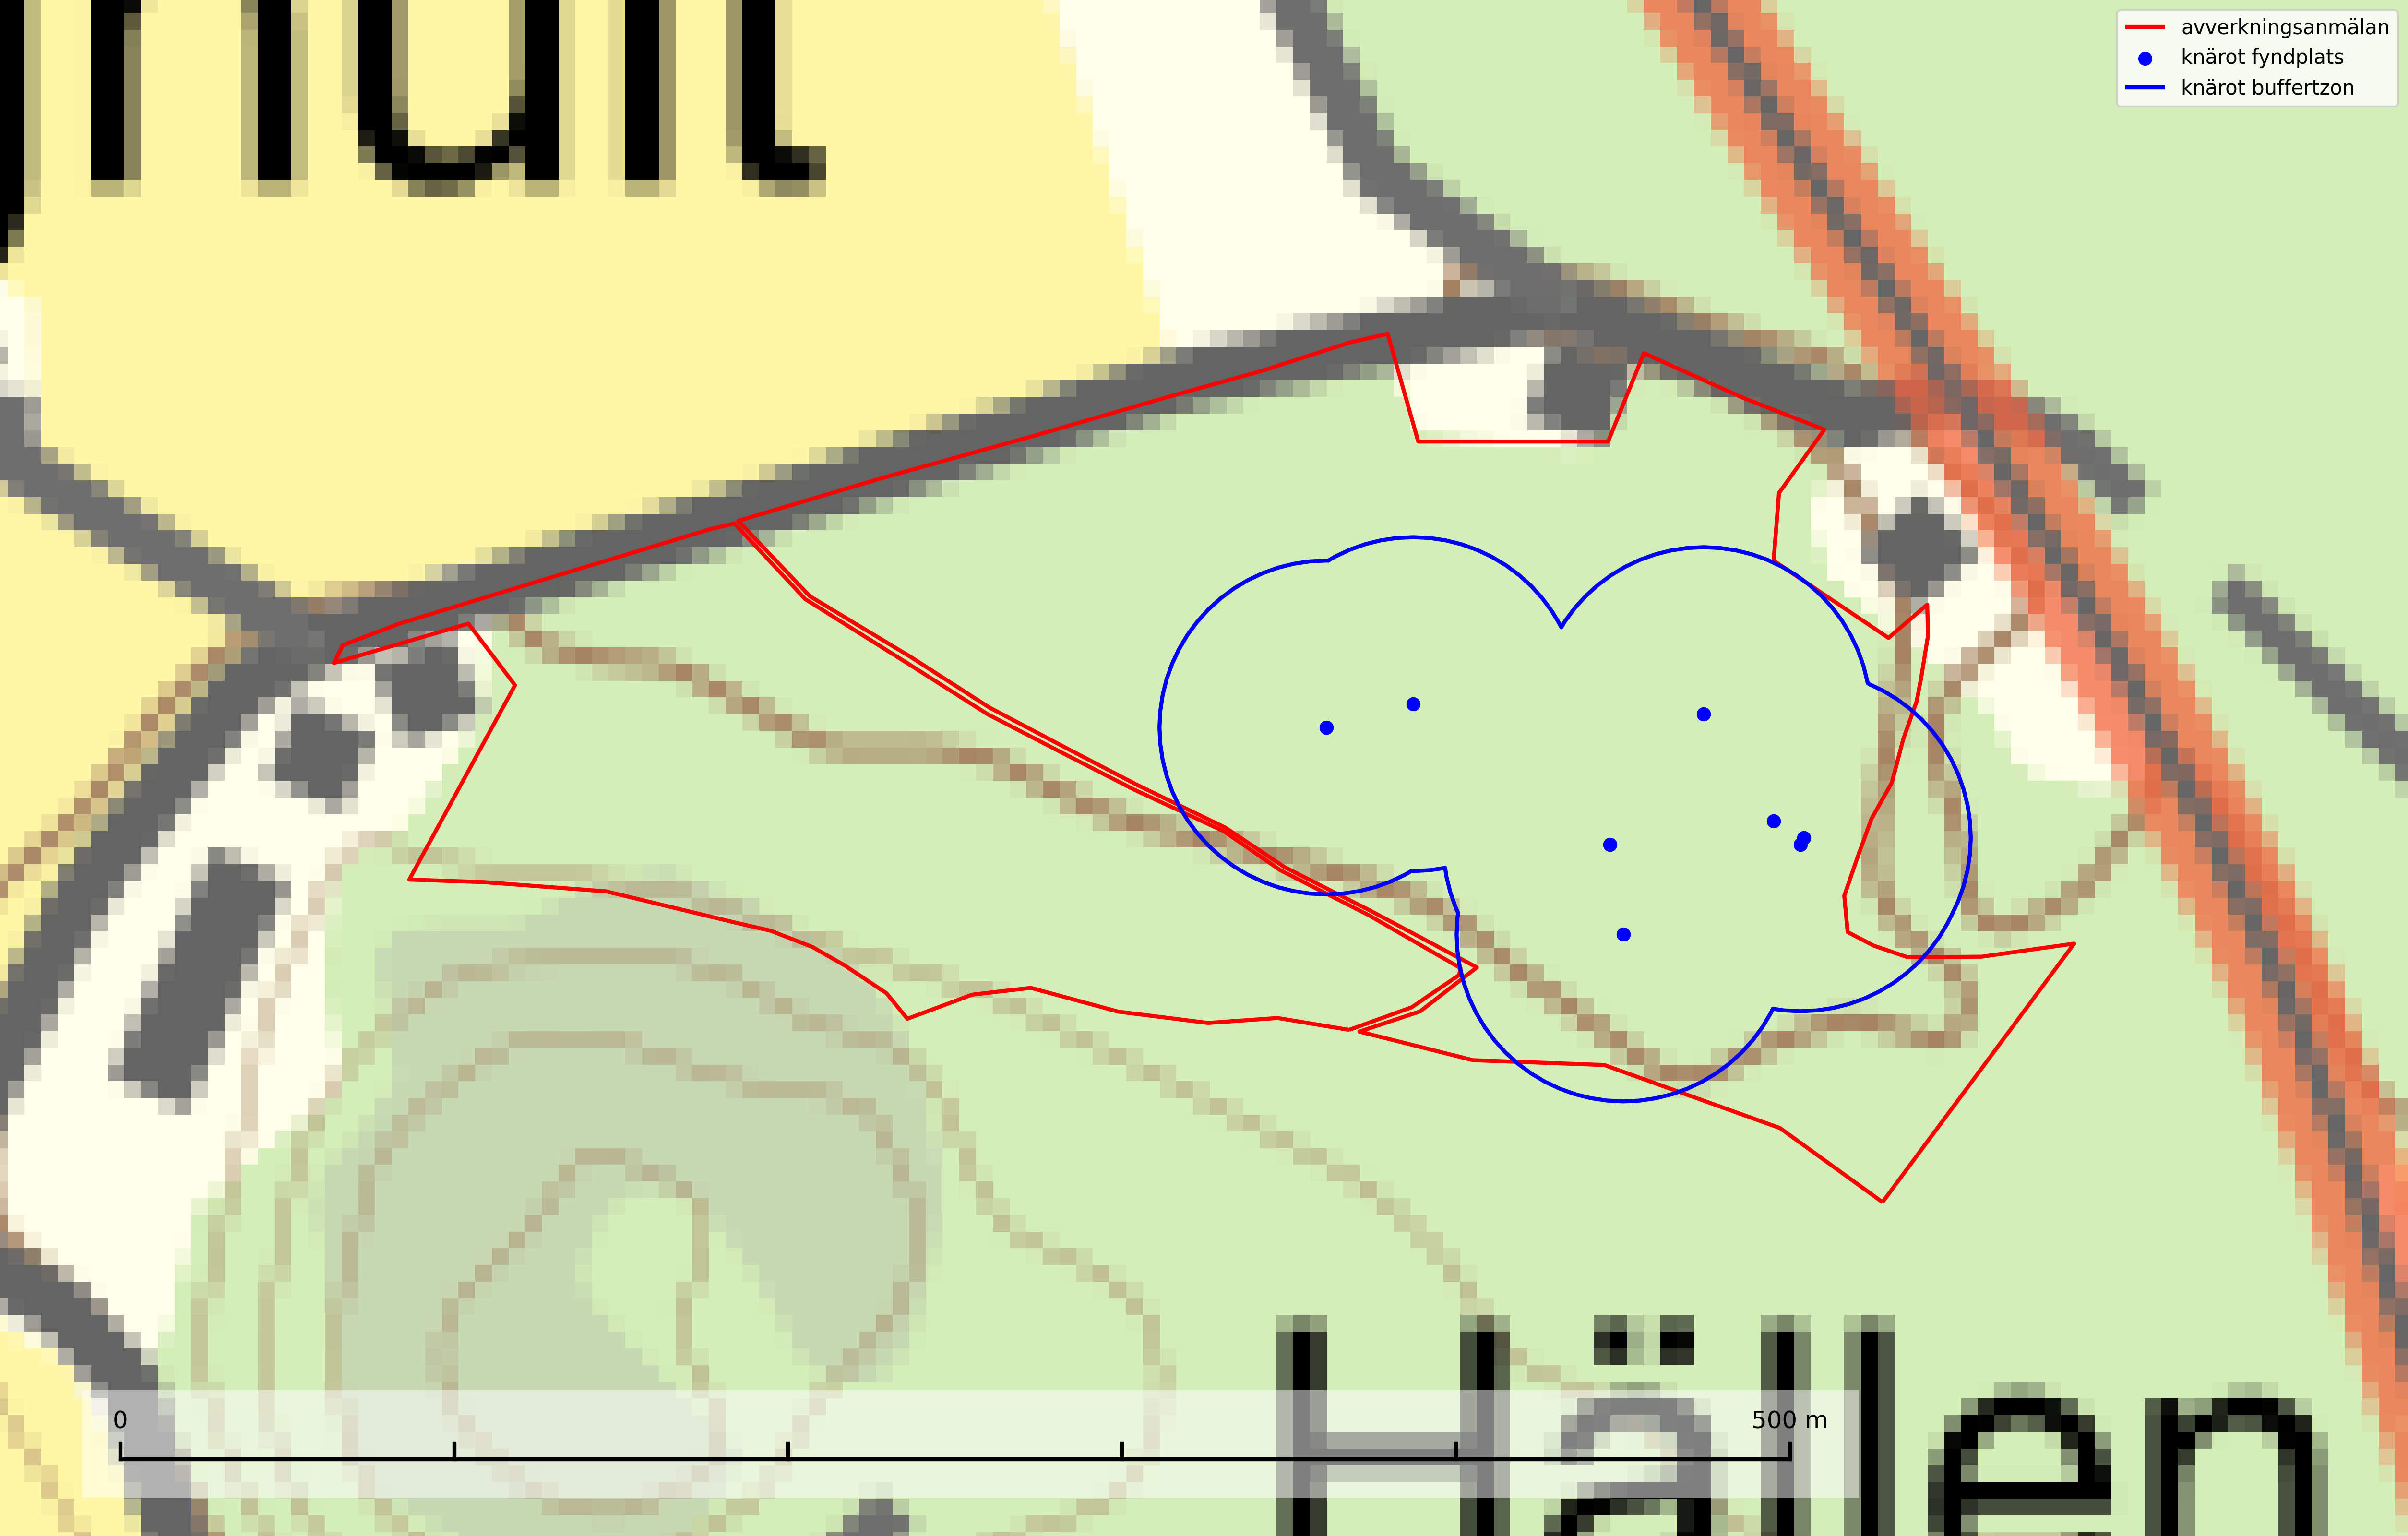 avverkningsanmälan
knärot fyndplats
knärot buffertzon
Hällen
0 500 m